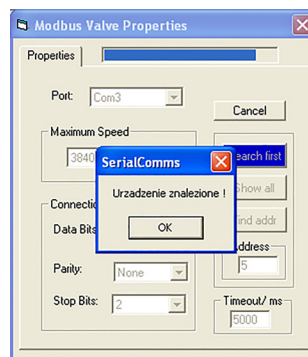 Modbus Valve Properties
Properties
Port: Com3
Cancel
Maximum Speed
3840
SerialComms
earch first
Urzadzenie znalezione !
Show all
OK
Connectio
ind addr
Data Bits
ddress
5
Parity: None
Stop Bits: 2
Timeout/ ms
5000